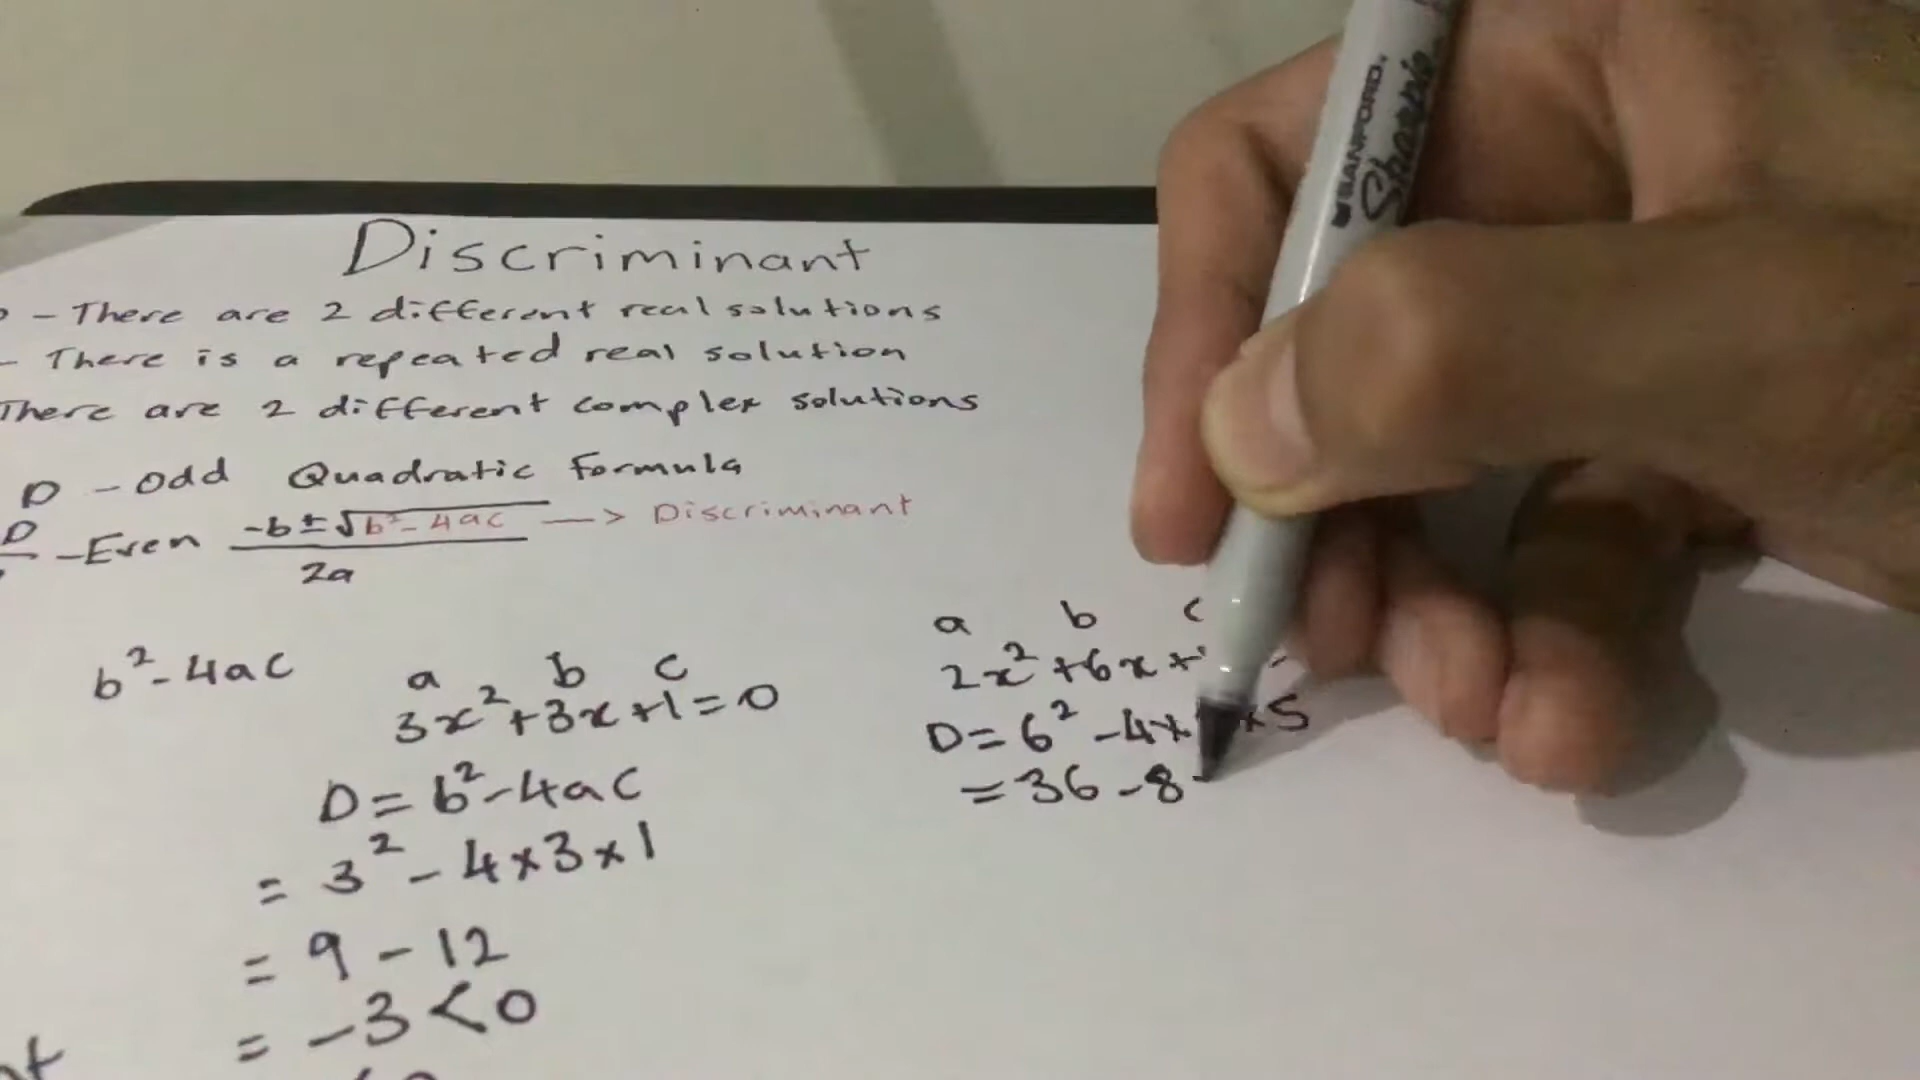 SANFORD.
Sharpie
Discriminant
- There are 2 different real solutions
- There is a repeated real solution
There are 2 different complex solutions
D - odd Quadratic Formula
D - Even -b±√b²-4ac —> Discriminant
2a
b²-4ac
a b c
3x²+3x+1=0
D=b²-4ac
= 3²-4×3×1
= 9-12
= -3<0
a b c
2x²+6x+
D=6²-4× ×5
=36-8